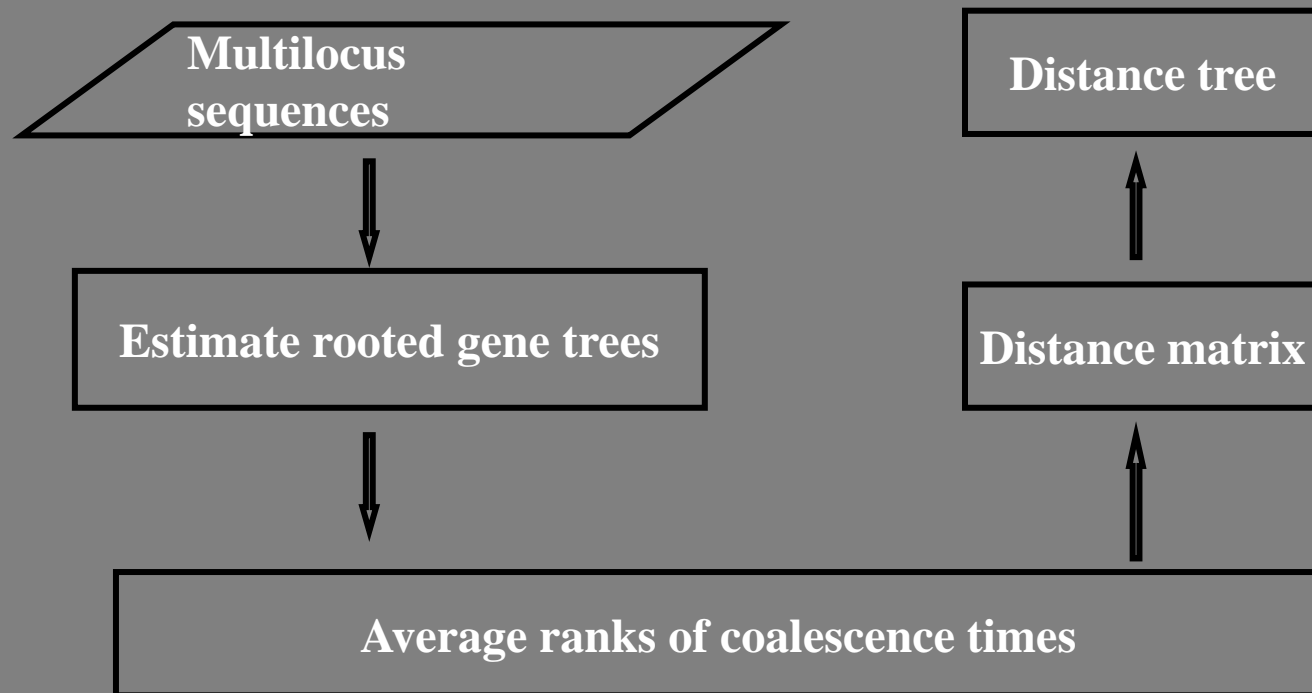 Multilocus
sequences
Distance tree
Estimate rooted gene trees
Distance matrix
Average ranks of coalescence times